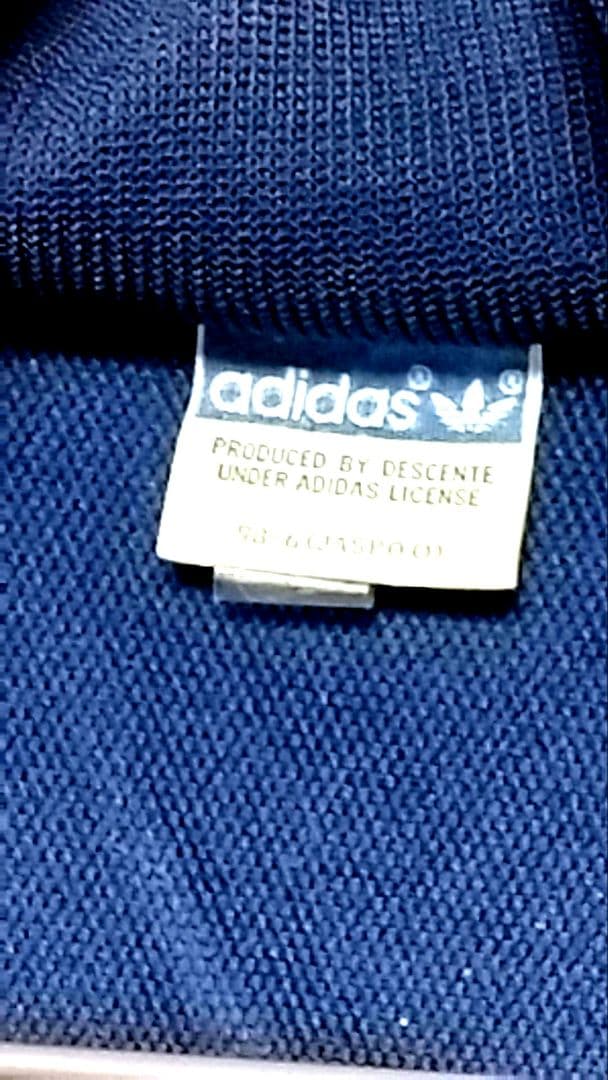 adidas®
PRODUCED BY DESCENTE
UNDER ADIDAS LICENSE